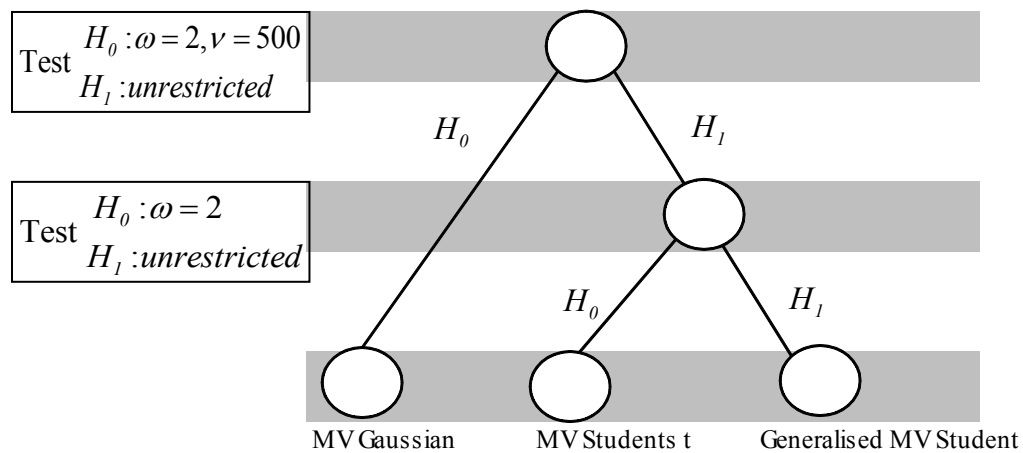 Test H₀ : ω = 2, ν = 500
H₁ : unrestricted
H₀
H₁
Test H₀ : ω = 2
H₁ : unrestricted
H₀
H₁
MV Gaussian
MV Students t
Generalised MV Student